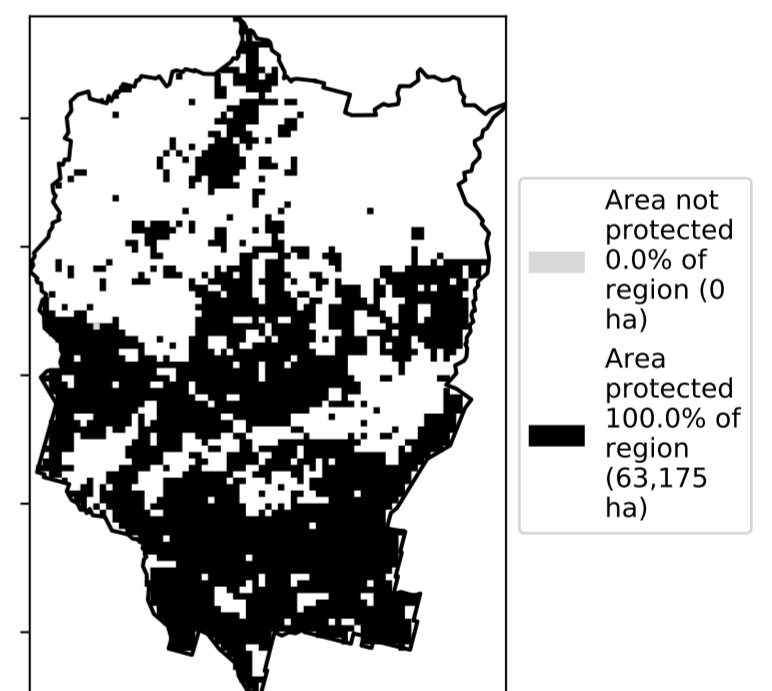 Area not
protected
0.0% of
region (0
ha)
Area
protected
100.0% of
region
(63,175
ha)